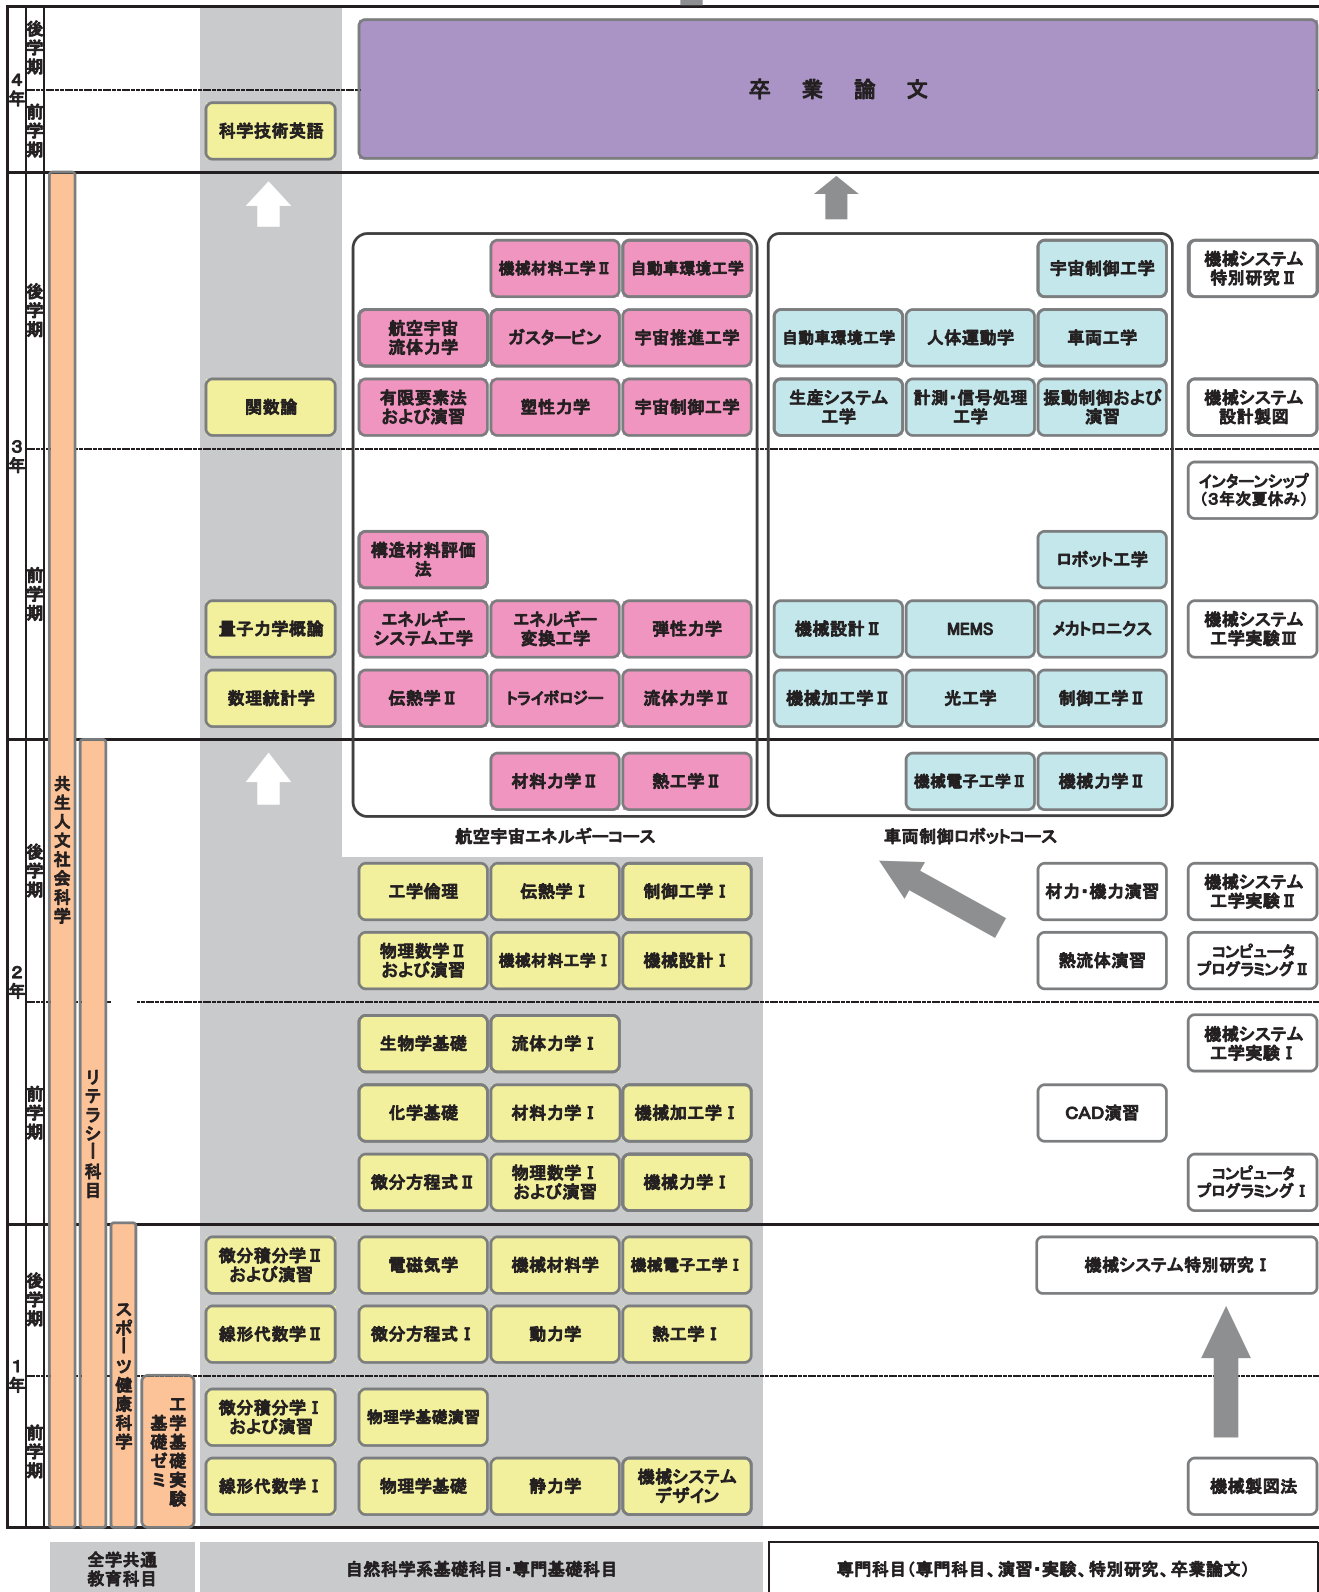 後学期
4年
前学期
卒業論文
科学技術英語
後学期
3年
前学期
機械材料工学Ⅱ
自動車環境工学
宇宙制御工学
機械システム
特別研究Ⅱ
航空宇宙
流体力学
ガスタービン
宇宙推進工学
自動車環境工学
人体運動学
車両工学
関数論
有限要素法
および演習
塑性力学
宇宙制御工学
生産システム
工学
計測・信号処理
工学
振動制御および
演習
機械システム
設計製図
インターンシップ
(3年次夏休み)
構造材料評価
法
ロボット工学
量子力学概論
エネルギー
システム工学
エネルギー
変換工学
弾性力学
機械設計Ⅱ
MEMS
メカトロニクス
機械システム
工学実験Ⅲ
数理統計学
伝熱学Ⅱ
トライボロジー
流体力学Ⅱ
機械加工学Ⅱ
光工学
制御工学Ⅱ
後学期
2年
前学期
材料力学Ⅱ
熱工学Ⅱ
機械電子工学Ⅱ
機械力学Ⅱ
航空宇宙エネルギーコース
車両制御ロボットコース
工学倫理
伝熱学Ⅰ
制御工学Ⅰ
材力・機力演習
機械システム
工学実験Ⅱ
物理数学Ⅱ
および演習
機械材料工学Ⅰ
機械設計Ⅰ
熱流体演習
コンピュータ
プログラミングⅡ
生物学基礎
流体力学Ⅰ
機械システム
工学実験Ⅰ
化学基礎
材料力学Ⅰ
機械加工学Ⅰ
CAD演習
微分方程式Ⅱ
物理数学Ⅰ
および演習
機械力学Ⅰ
コンピュータ
プログラミングⅠ
後学期
1年
前学期
微分積分学Ⅱ
および演習
電磁気学
機械材料学
機械電子工学Ⅰ
機械システム特別研究Ⅰ
線形代数学Ⅱ
微分方程式Ⅰ
動力学
熱工学Ⅰ
微分積分学Ⅰ
および演習
物理学基礎演習
線形代数学Ⅰ
物理学基礎
静力学
機械システム
デザイン
機械製図法
共生人文社会科学
リテラシー科目
スポーツ健康科学
工学基礎実験
基礎ゼミ
全学共通
教育科目
自然科学系基礎科目・専門基礎科目
専門科目(専門科目、演習・実験、特別研究、卒業論文)